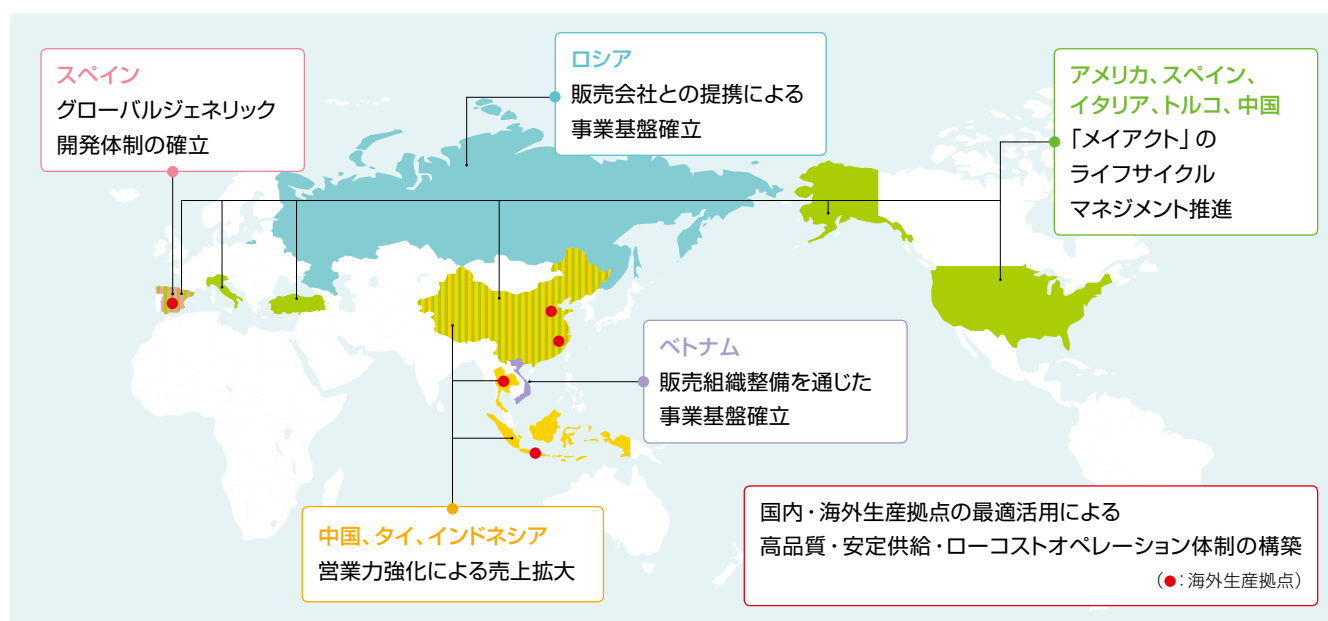 スペイン
グローバルジェネリック
開発体制の確立
ロシア
販売会社との提携による
事業基盤確立
アメリカ、スペイン、
イタリア、トルコ、中国
「メイアクト」の
ライフサイクル
マネジメント推進
ベトナム
販売組織整備を通じた
事業基盤確立
中国、タイ、インドネシア
営業力強化による売上拡大
国内・海外生産拠点の最適活用による
高品質・安定供給・ローコストオペレーション体制の構築
（●：海外生産拠点）